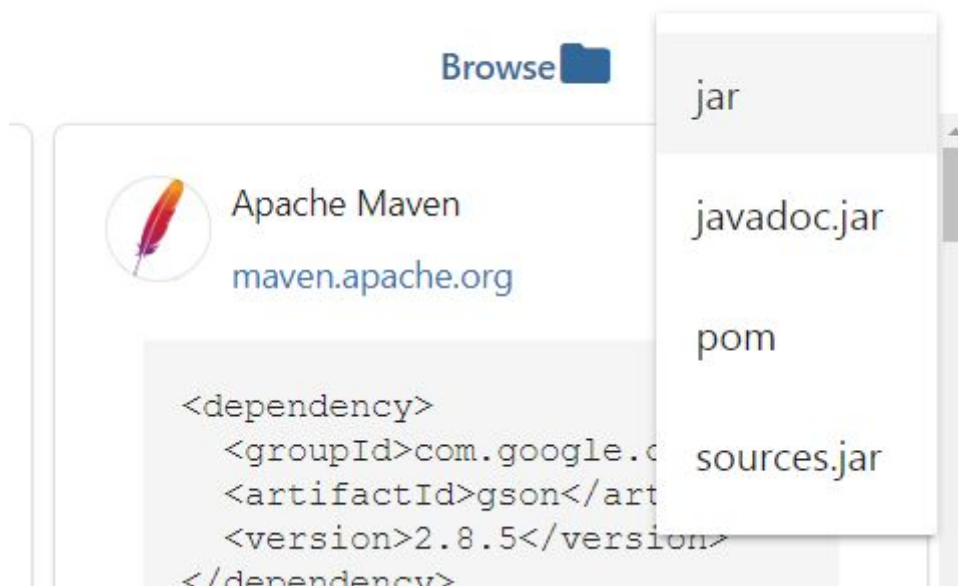 Browse
jar
javadoc.jar
pom
sources.jar
Apache Maven
maven.apache.org
<dependency>
<groupId>com.google.
<artifactId>gson</art
<version>2.8.5</version>
</dependency>